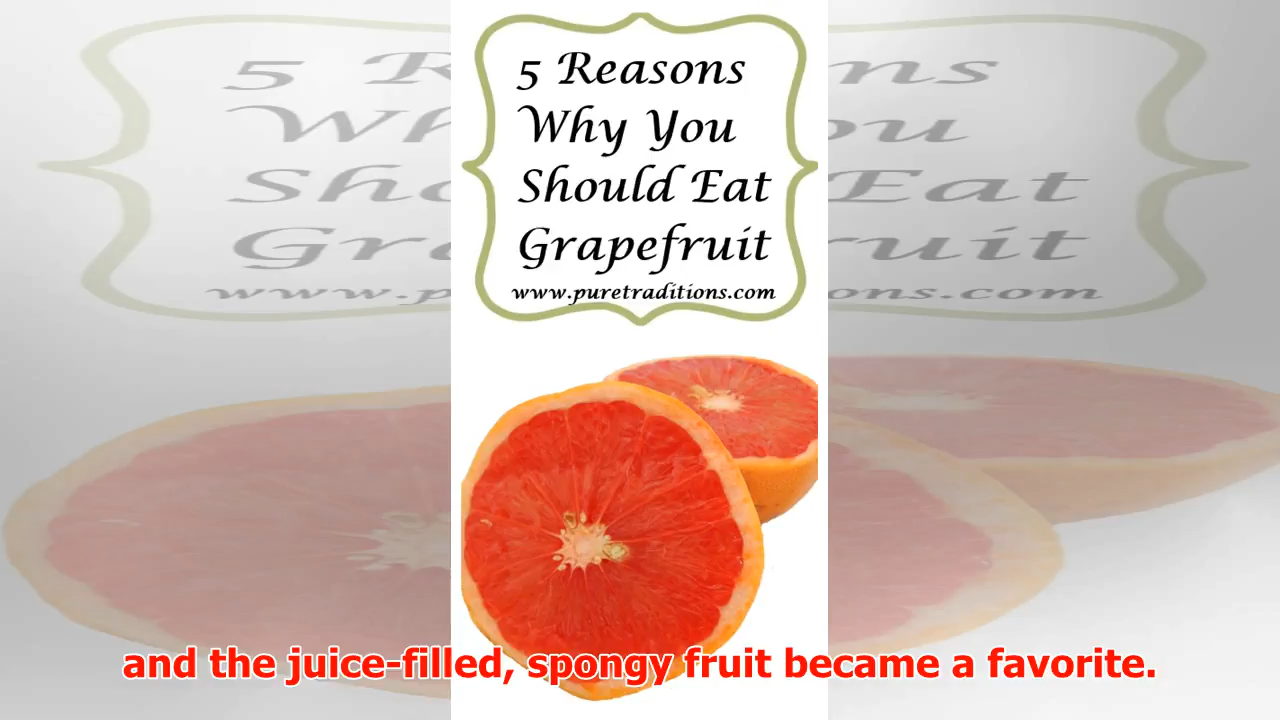 5 Reasons
Why You
Should Eat
Grapefruit
www.puretraditions.com
and the juice-filled, spongy fruit became a favorite.